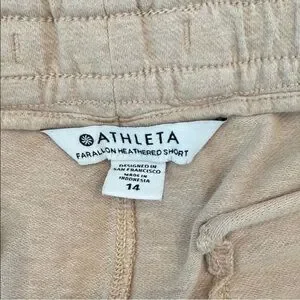 ATHLETA
FARALLON HEATHERED SHORT
DESIGNED IN
SAN FRANCISCO
MADE IN
INDONESIA
14